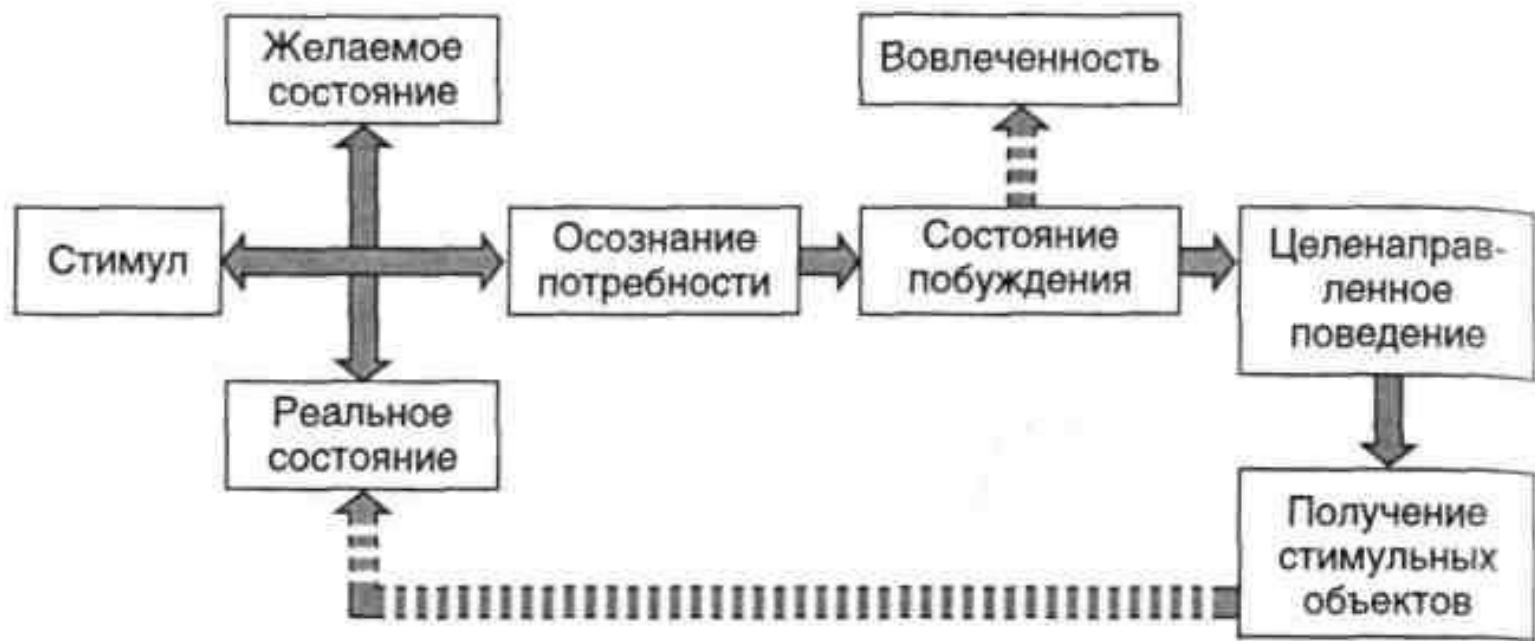 Желаемое
состояние
Вовлеченность
Стимул
Осознание
потребности
Состояние
побуждения
Целенаправ-
ленное
поведение
Реальное
состояние
Получение
стимульных
объектов